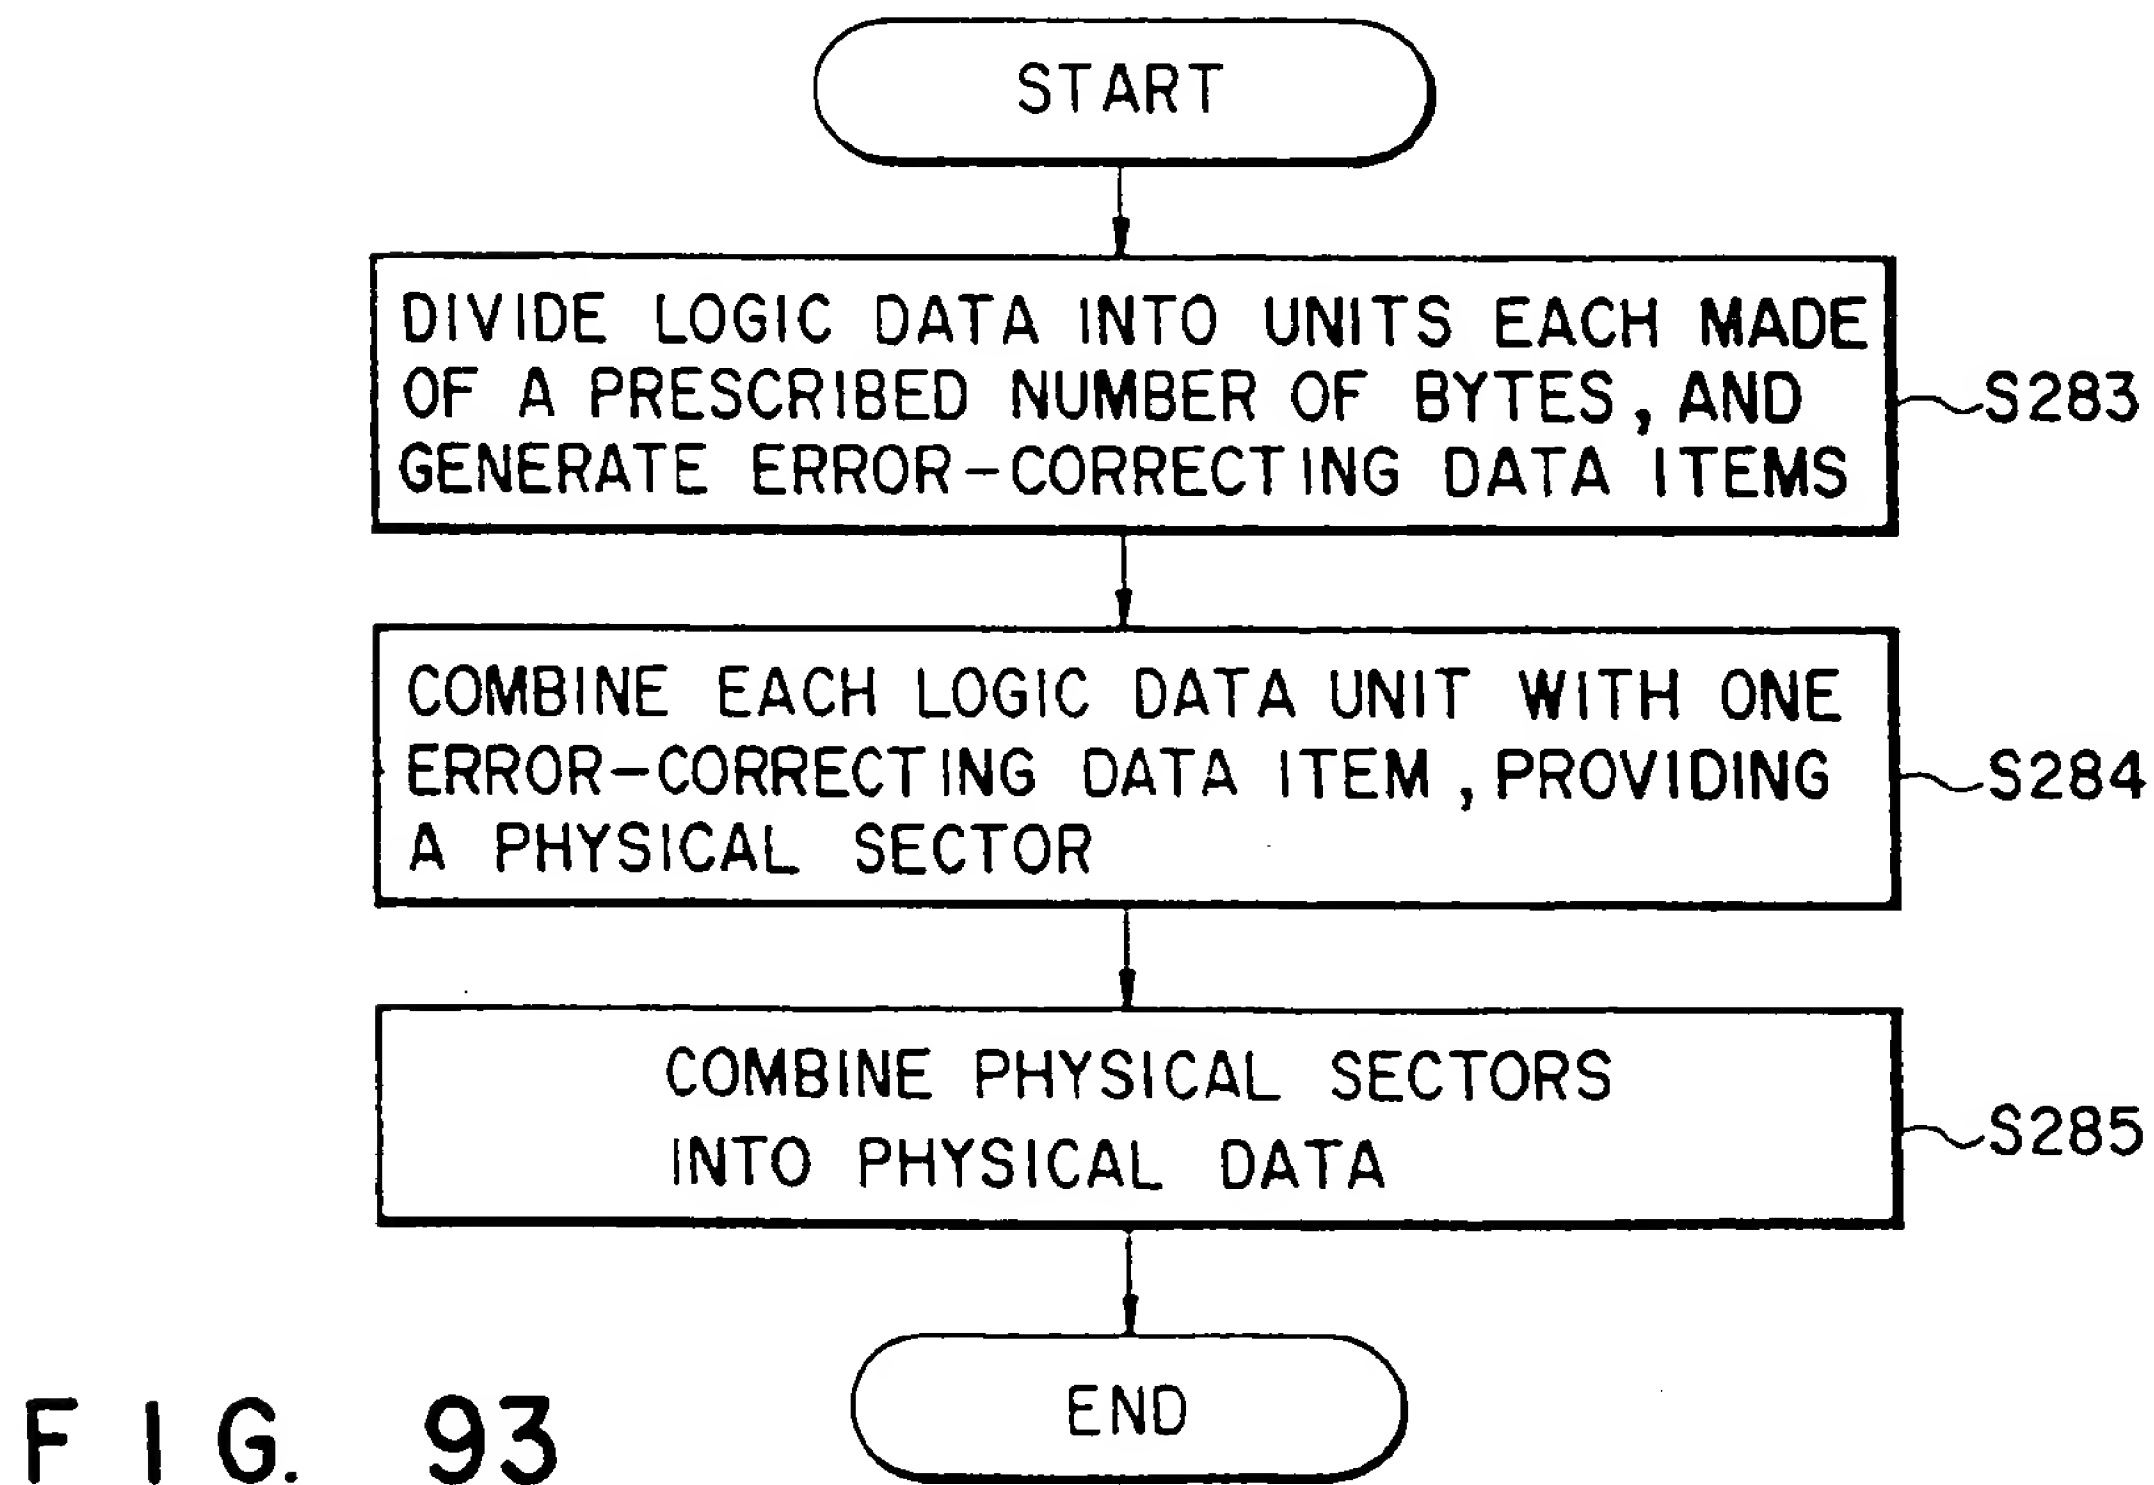 START
DIVIDE LOGIC DATA INTO UNITS EACH MADE
OF A PRESCRIBED NUMBER OF BYTES, AND
GENERATE ERROR-CORRECTING DATA ITEMS
S283
COMBINE EACH LOGIC DATA UNIT WITH ONE
ERROR-CORRECTING DATA ITEM, PROVIDING
A PHYSICAL SECTOR
S284
COMBINE PHYSICAL SECTORS
INTO PHYSICAL DATA
S285
END
FIG. 93